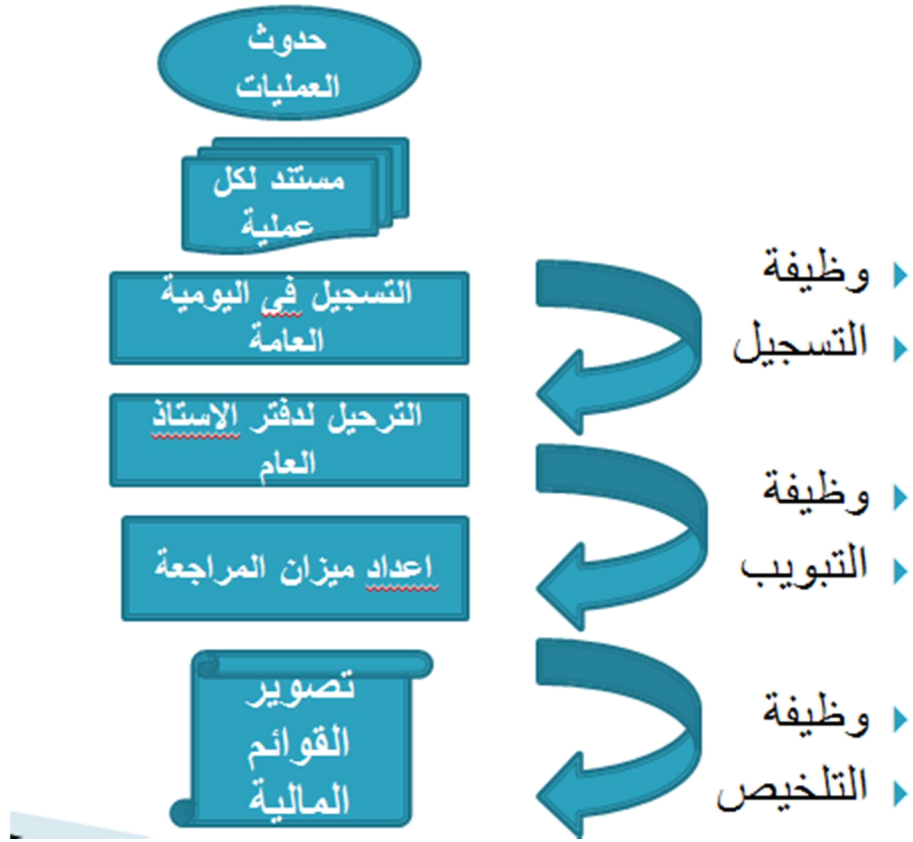 حدوث
العمليات
مستند لكل
عملية
التسجيل فى اليومية
العامة
الترحيل لدفتر الاستاذ
العام
اعداد ميزان المراجعة
تصوير
القوائم
المالية
وظيفة
التسجيل
وظيفة
التبويب
وظيفة
التلخيص